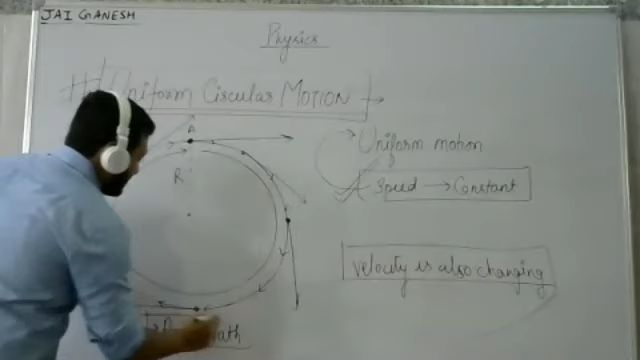 JAI GANESH
Physics
Uniform Circular MOTION
A
Uniform motion
R
Speed → Constant
Velocity is also changing